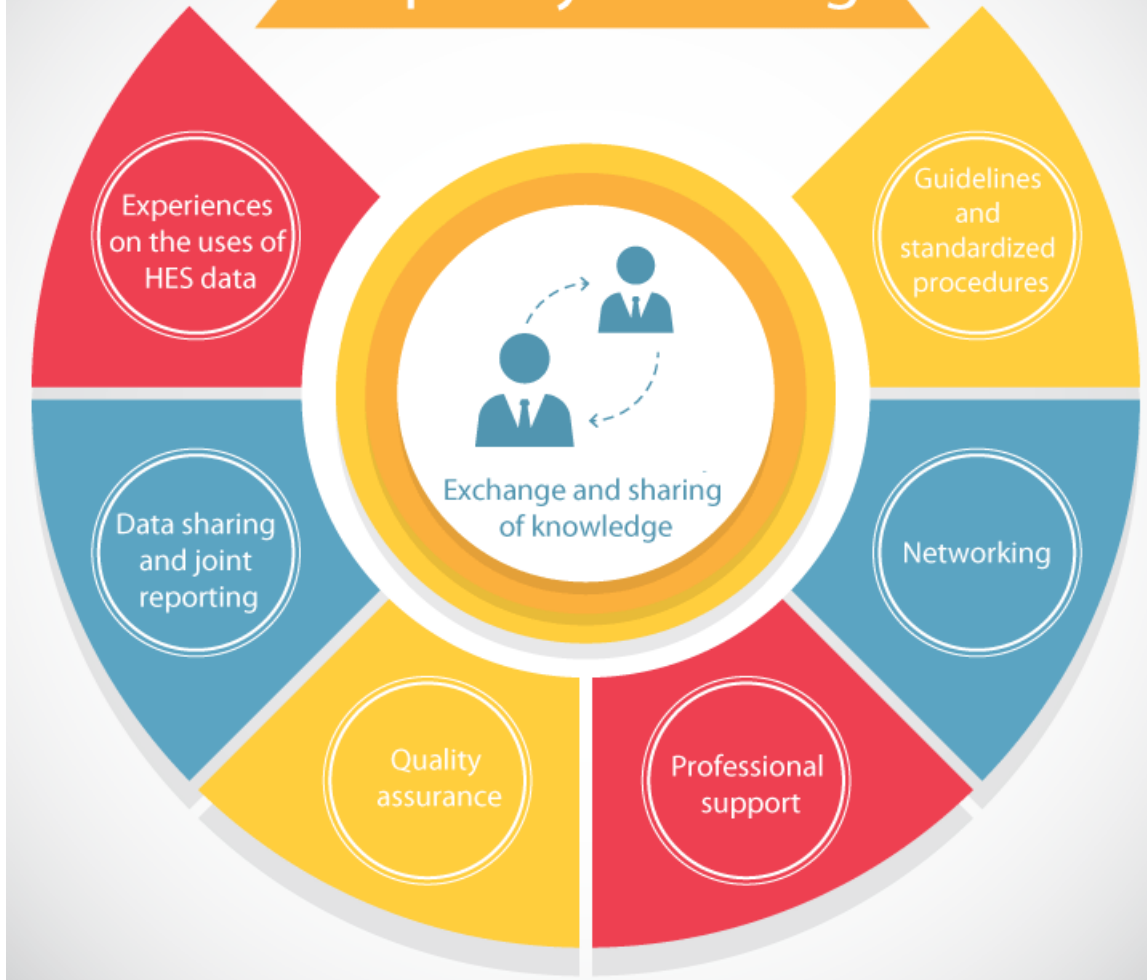 Experiences
on the uses of
HES data
Guidelines
and
standardized
procedures
Exchange and sharing
of knowledge
Data sharing
and joint
reporting
Networking
Quality
assurance
Professional
support